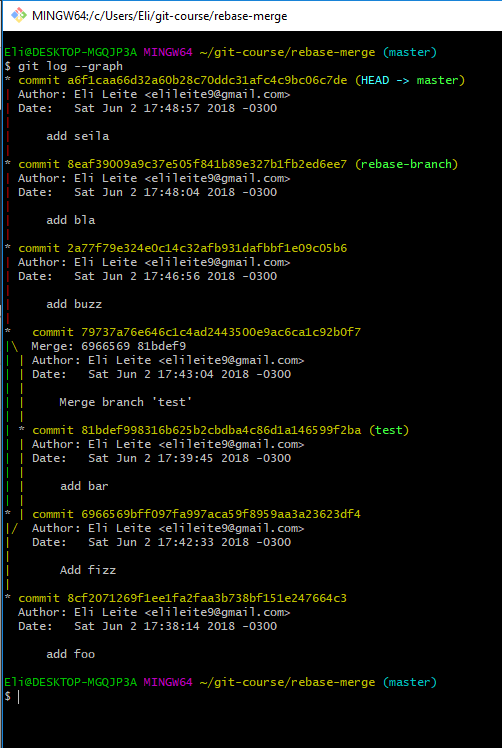 MINGW64:/c/Users/Eli/git-course/rebase-merge
Eli@DESKTOP-MGQJP3A MINGW64 ~/git-course/rebase-merge (master)
$ git log --graph
* commit a6f1caa66d32a60b28c70ddc31afc4c9bc06c7de (HEAD -> master)
| Author: Eli Leite <elileite9@gmail.com>
| Date:   Sat Jun 2 17:48:57 2018 -0300
|
|     add seila
|
* commit 8eaf39009a9c37e505f841b89e327b1fb2ed6ee7 (rebase-branch)
| Author: Eli Leite <elileite9@gmail.com>
| Date:   Sat Jun 2 17:48:04 2018 -0300
|
|     add bla
|
* commit 2a77f79e324e0c14c32afb931dafbbf1e09c05b6
| Author: Eli Leite <elileite9@gmail.com>
| Date:   Sat Jun 2 17:46:56 2018 -0300
|
|     add buzz
|
*   commit 79737a76e646c1c4ad2443500e9ac6ca1c92b0f7
|\  Merge: 6966569 81bdef9
| | Author: Eli Leite <elileite9@gmail.com>
| | Date:   Sat Jun 2 17:43:04 2018 -0300
| |
| |     Merge branch 'test'
| |
| * commit 81bdef998316b625b2cbdba4c86d1a146599f2ba (test)
| | Author: Eli Leite <elileite9@gmail.com>
| | Date:   Sat Jun 2 17:39:45 2018 -0300
| |
| |     add bar
| |
* | commit 6966569bff097fa997aca59f8959aa3a23623df4
|/  Author: Eli Leite <elileite9@gmail.com>
|   Date:   Sat Jun 2 17:42:33 2018 -0300
|
|       Add fizz
|
* commit 8cf2071269f1ee1fa2faa3b738bf151e247664c3
  Author: Eli Leite <elileite9@gmail.com>
  Date:   Sat Jun 2 17:38:14 2018 -0300

      add foo
Eli@DESKTOP-MGQJP3A MINGW64 ~/git-course/rebase-merge (master)
$